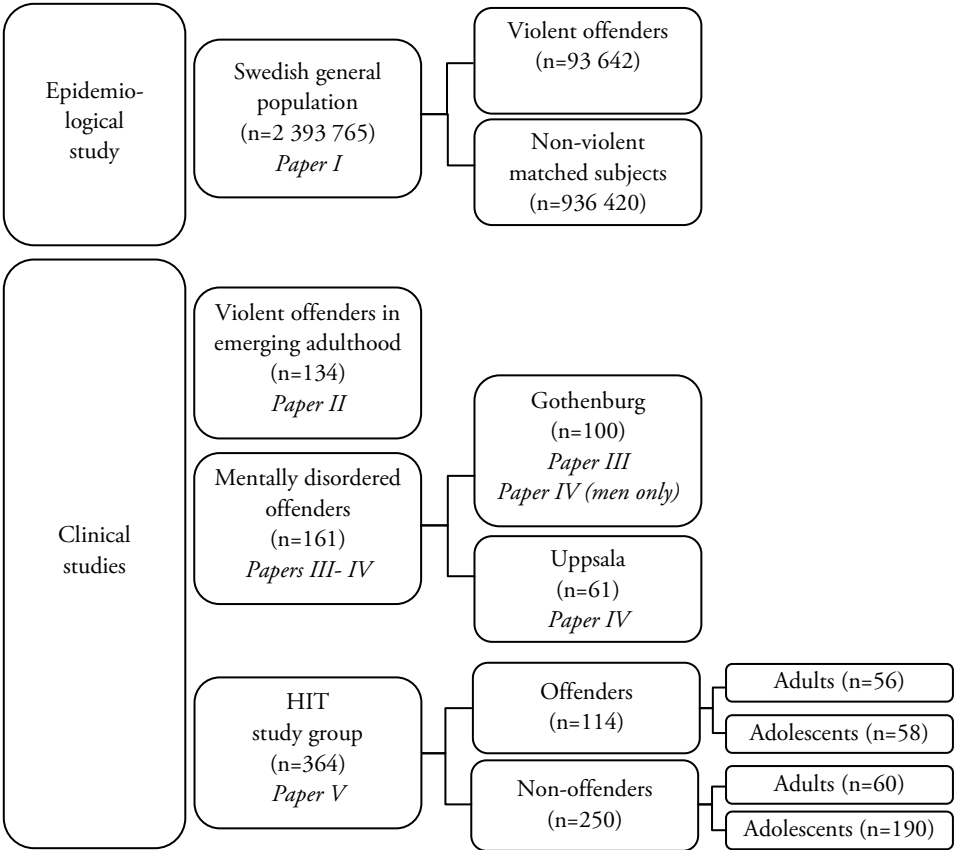 Epidemio-
logical
study
Swedish general
population
(n=2 393 765)
Paper I
Violent offenders
(n=93 642)
Non-violent
matched subjects
(n=936 420)
Clinical
studies
Violent offenders in
emerging adulthood
(n=134)
Paper II
Mentally disordered
offenders
(n=161)
Papers III- IV
Gothenburg
(n=100)
Paper III
Paper IV (men only)
Uppsala
(n=61)
Paper IV
HIT
study group
(n=364)
Paper V
Offenders
(n=114)
Adults (n=56)
Adolescents (n=58)
Non-offenders
(n=250)
Adults (n=60)
Adolescents (n=190)